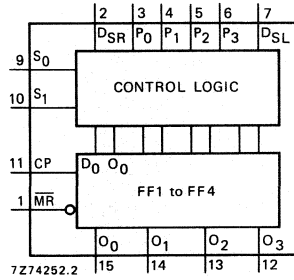 2 3 4 5 6 7
DSR P0 P1 P2 P3 DSL
9 S0
CONTROL LOGIC
10 S1
11 CP
D0 O0
FF1 to FF4
1 MR
O0 O1 O2 O3
7Z74252.2
15 14 13 12